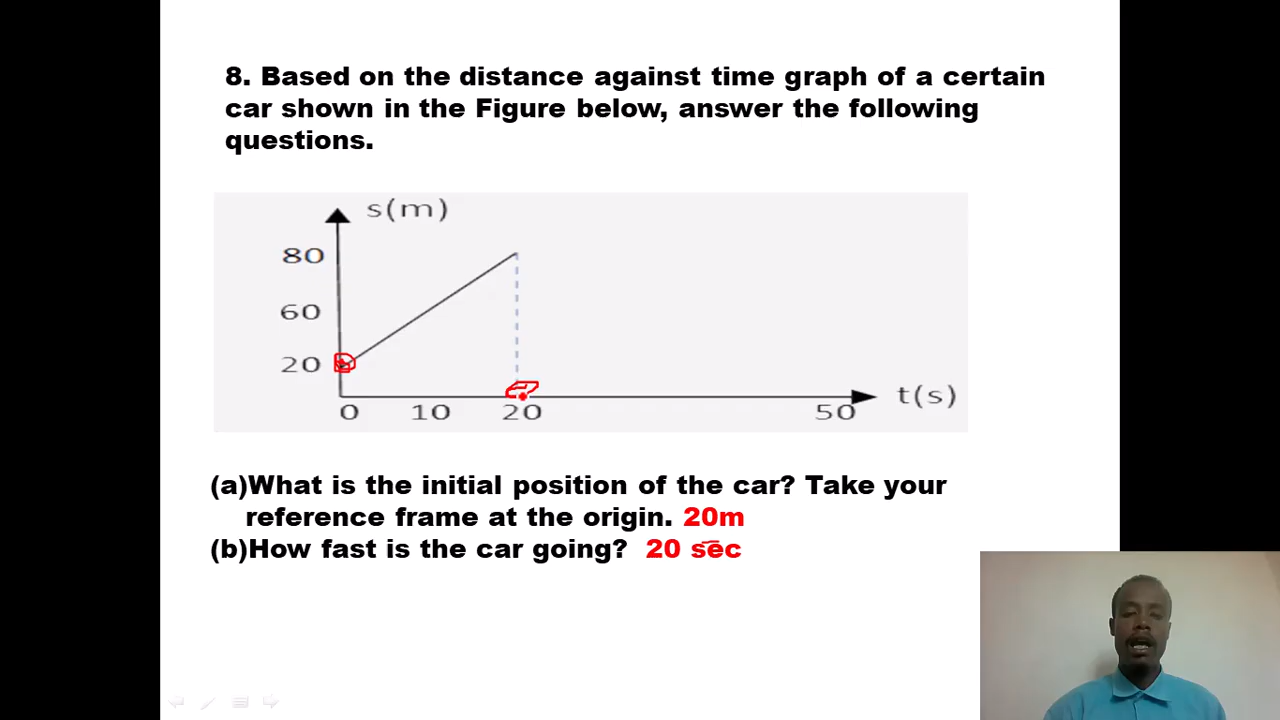 8. Based on the distance against time graph of a certain
car shown in the Figure below, answer the following
questions.
s(m)
80
60
20
0 10 20 50
t(s)
(a)What is the initial position of the car? Take your
reference frame at the origin. 20m
(b)How fast is the car going? 20 sec